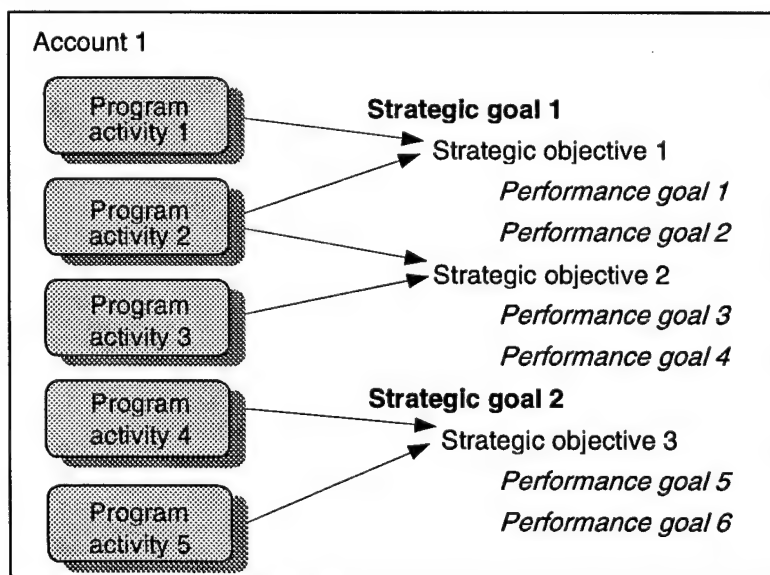 Account 1
Program
activity 1
Program
activity 2
Program
activity 3
Program
activity 4
Program
activity 5
Strategic goal 1
Strategic objective 1
Performance goal 1
Performance goal 2
Strategic objective 2
Performance goal 3
Performance goal 4
Strategic goal 2
Strategic objective 3
Performance goal 5
Performance goal 6